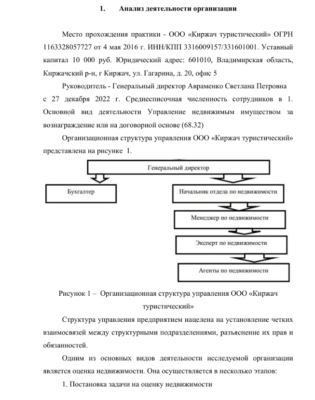 1. Анализ деятельности организации
Место прохождения практики - ООО «Киржач туристический» ОГРН
1163328057727 от 4 мая 2016 г. ИНН/КПП 3316009157/331601001. Уставный
капитал 10 000 руб. Юридический адрес: 601010, Владимирская область,
Киржачский р-н, г Киржач, ул. Гагарина, д. 20, офис 5
Руководитель - Генеральный директор Авраменко Светлана Петровна
с 27 декабря 2022 г. Среднесписочная численность сотрудников в 1.
Основной вид деятельности Управление недвижимым имуществом за
вознаграждение или на договорной основе (68.32)
Организационная структура управления ООО «Киржач туристический»
представлена на рисунке 1.
Генеральный директор
Бухгалтер
Начальник отдела по недвижимости
Менеджер по недвижимости
Эксперт по недвижимости
Агенты по недвижимости
Рисунок 1 – Организационная структура управления ООО «Киржач
туристический»
Структура управления предприятием нацелена на установление четких
взаимосвязей между структурными подразделениями, разъяснение их прав и
обязанностей.
Одним из основных видов деятельности исследуемой организации
является оценка недвижимости. Она осуществляется в несколько этапов:
1. Постановка задачи на оценку недвижимости